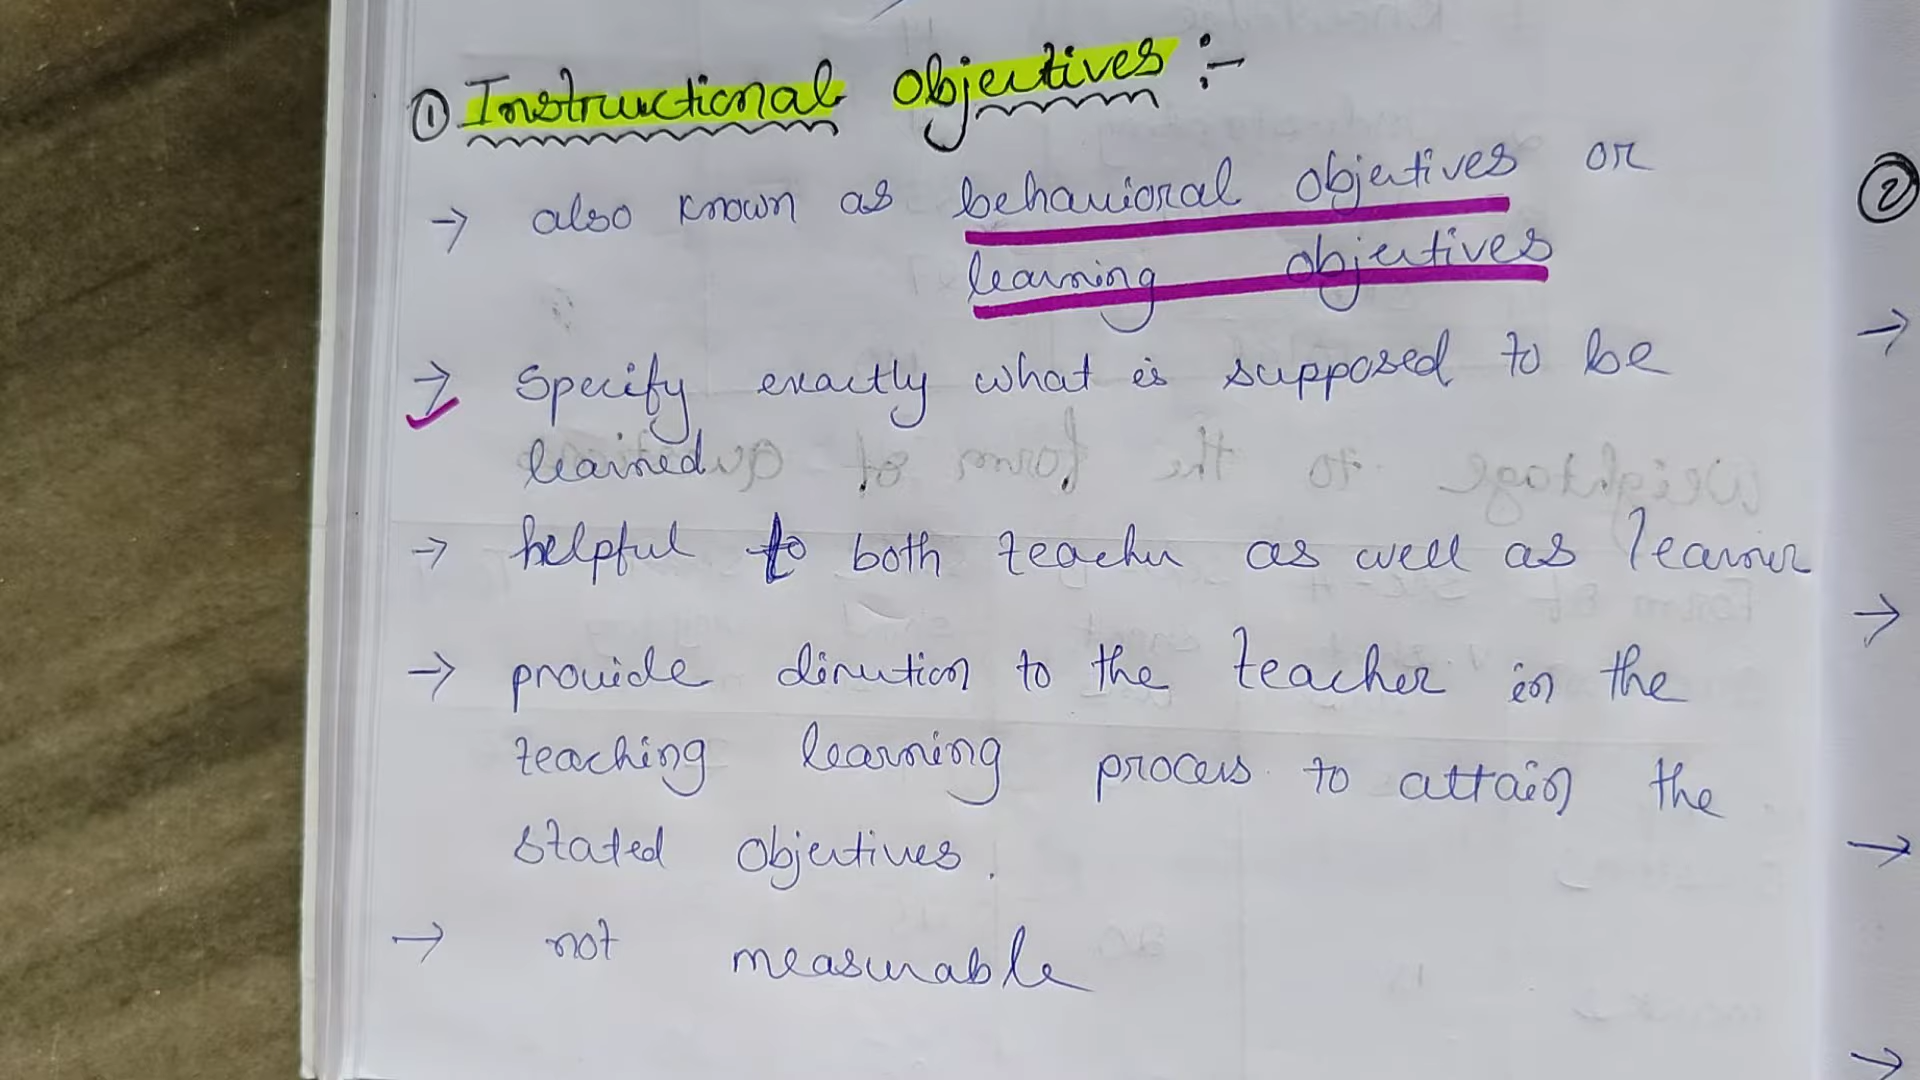 ① Instructional Objectives :-
→ also known as behavioral objectives or
learning objectives
→ Specify exactly what is supposed to be
learned
→ helpful to both teacher as well as learner
→ provide direction to the teacher in the
teaching learning process to attain the
stated objectives.
→ not measurable
②
→
→
→
→